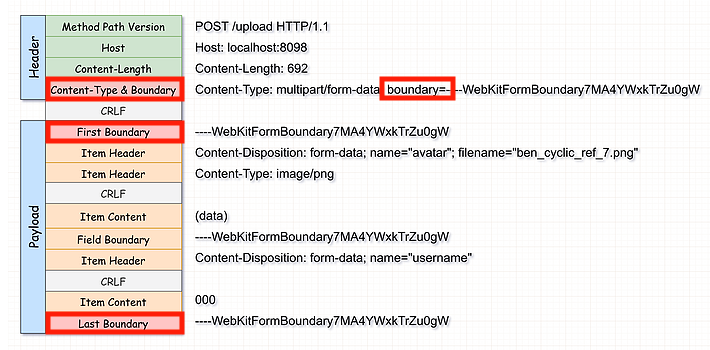 Header
Method Path Version POST /upload HTTP/1.1
Host Host: localhost:8098
Content-Length Content-Length: 692
Content-Type & Boundary Content-Type: multipart/form-data; boundary=----WebKitFormBoundary7MA4YWxkTrZu0gW
CRLF
Payload
First Boundary ----WebKitFormBoundary7MA4YWxkTrZu0gW
Item Header Content-Disposition: form-data; name="avatar"; filename="ben_cyclic_ref_7.png"
Item Header Content-Type: image/png
CRLF
Item Content (data)
Field Boundary ----WebKitFormBoundary7MA4YWxkTrZu0gW
Item Header Content-Disposition: form-data; name="username"
CRLF
Item Content 000
Last Boundary ----WebKitFormBoundary7MA4YWxkTrZu0gW